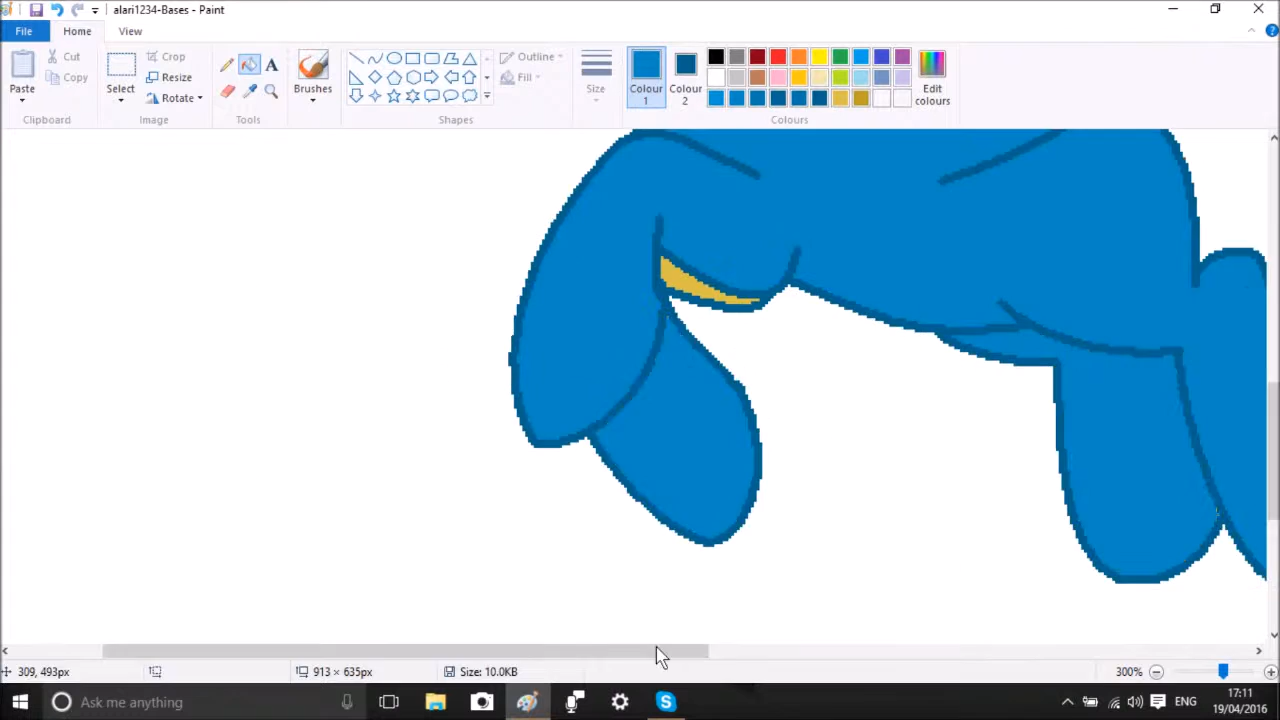 alari1234-Bases - Paint
File Home View
Paste
Cut
Copy
Clipboard
Select
Crop
Resize
Rotate
Image
A
Tools
Brushes
Shapes
Outline
Fill
Size
Colour 1
Colour 2
Edit colours
Colours
309, 493px
913 × 635px
Size: 10.0KB
300%
Ask me anything
ENG
17:11
19/04/2016